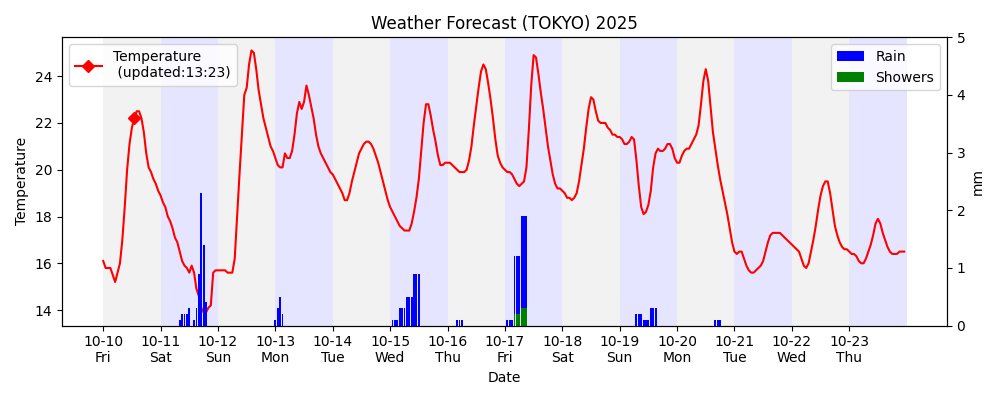 Weather Forecast (TOKYO) 2025
Temperature
(updated:13:23)
Rain
Showers
Temperature
24
22
20
18
16
14
5
4
3
2
1
0
mm
10-10 10-11 10-12 10-13 10-14 10-15 10-16 10-17 10-18 10-19 10-20 10-21 10-22 10-23
Fri Sat Sun Mon Tue Wed Thu Fri Sat Sun Mon Tue Wed Thu
Date